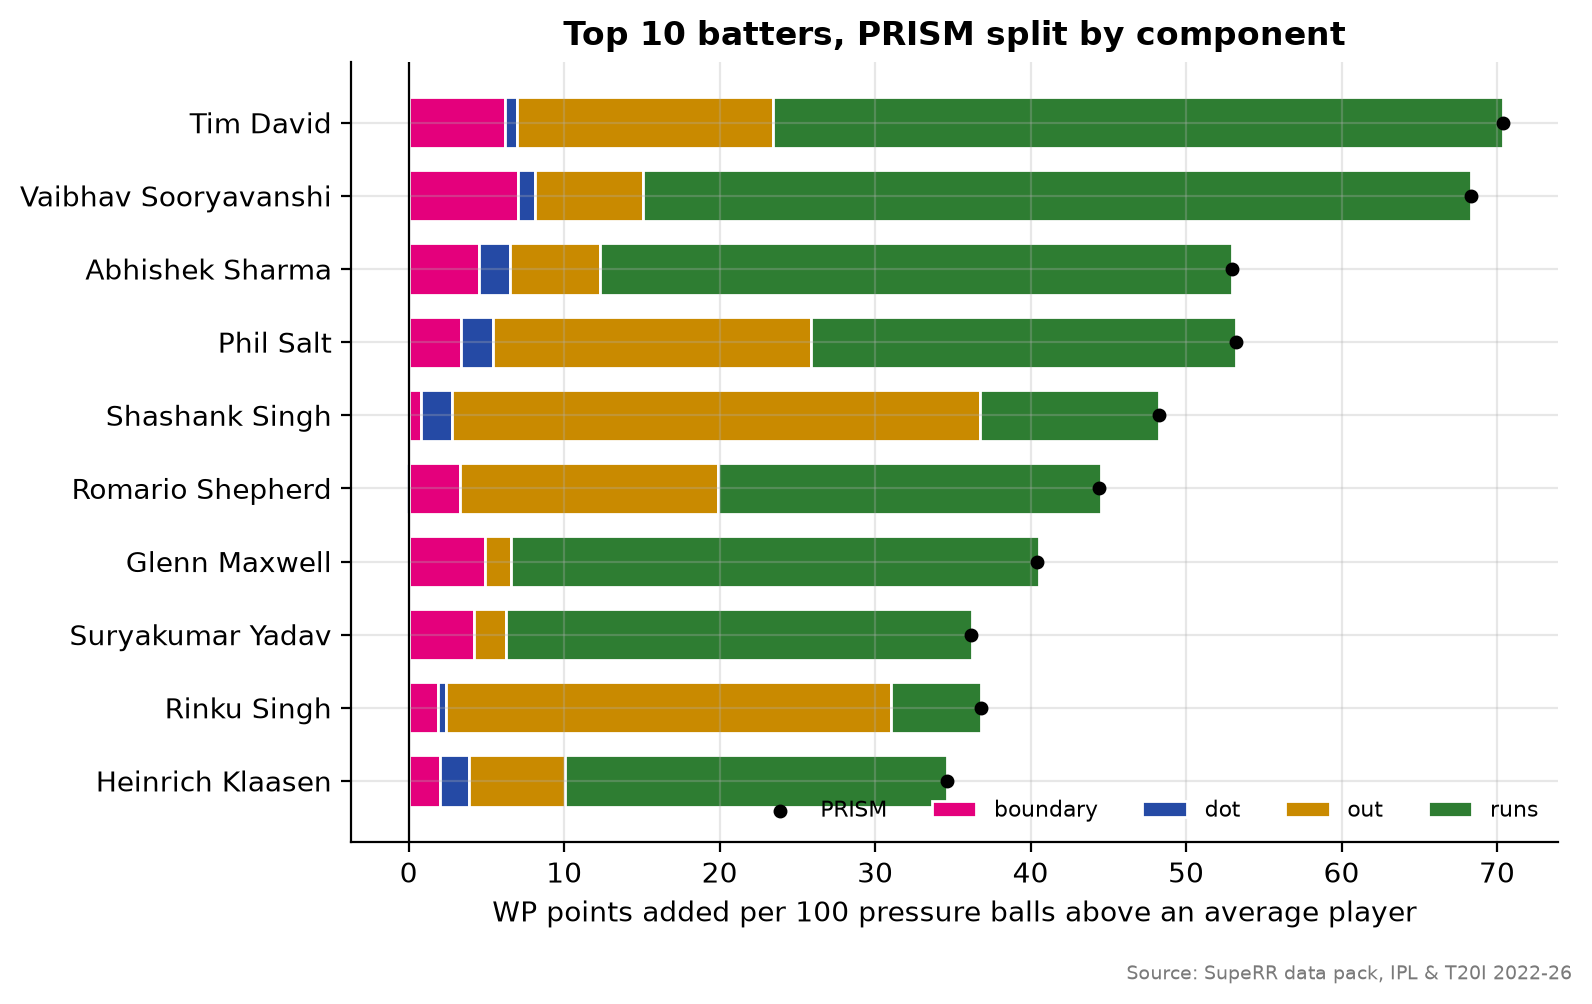 Top 10 batters, PRISM split by component
Tim David
Vaibhav Sooryavanshi
Abhishek Sharma
Phil Salt
Shashank Singh
Romario Shepherd
Glenn Maxwell
Suryakumar Yadav
Rinku Singh
Heinrich Klaasen
PRISM boundary dot out runs
0 10 20 30 40 50 60 70
WP points added per 100 pressure balls above an average player
Source: SupeRR data pack, IPL & T20I 2022-26